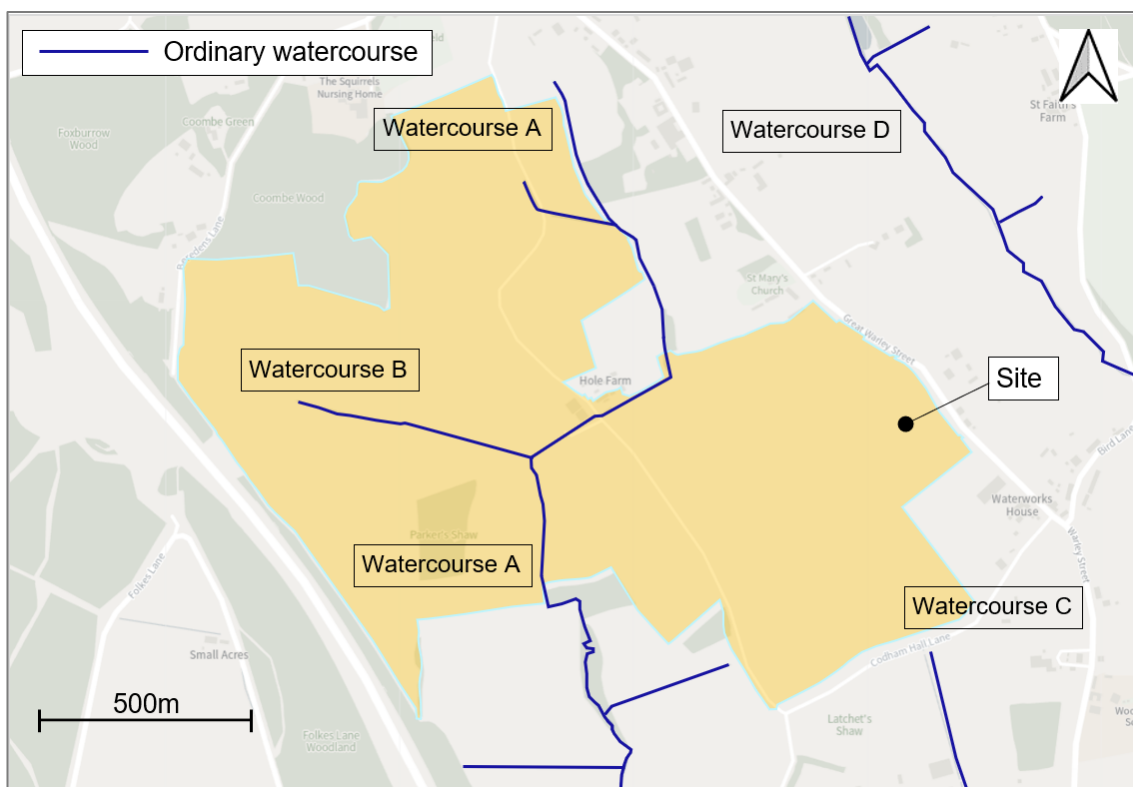 Ordinary watercourse
The Squirrels
Nursing Home
Coombe Green
Foxburrow
Wood
Watercourse A
Watercourse D
St Faith's
Farm
Coombe Wood
St Mary's
Church
Great Warley Street
Watercourse B
Hole Farm
Site
Bird Lane
Waterworks
House
Parker's Shaw
Watercourse A
Warley Street
Folkes Lane
Watercourse C
Small Acres
Codham Hall Lane
500m
Latchet's
Shaw
Folkes Lane
Woodland